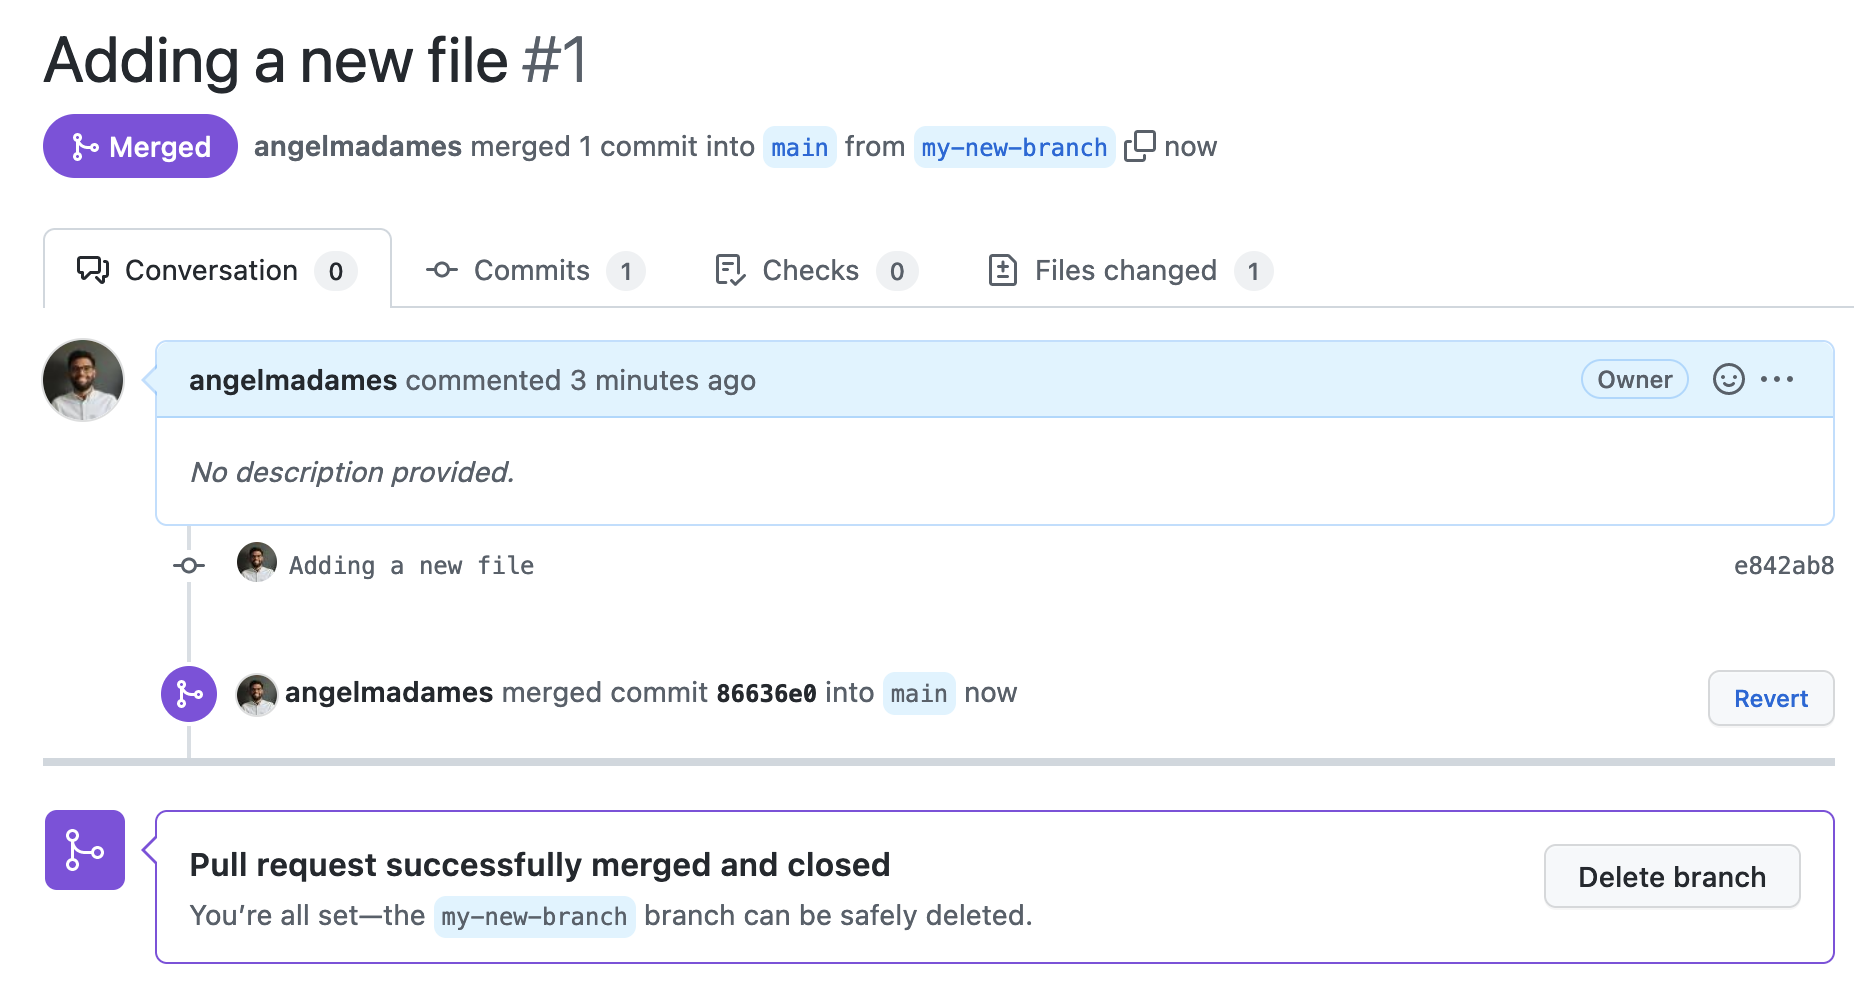 Adding a new file #1
Merged angelmadames merged 1 commit into main from my-new-branch now
Conversation 0 Commits 1 Checks 0 Files changed 1
angelmadames commented 3 minutes ago Owner
No description provided.
Adding a new file e842ab8
angelmadames merged commit 86636e0 into main now Revert
Pull request successfully merged and closed
You’re all set—the my-new-branch branch can be safely deleted.
Delete branch